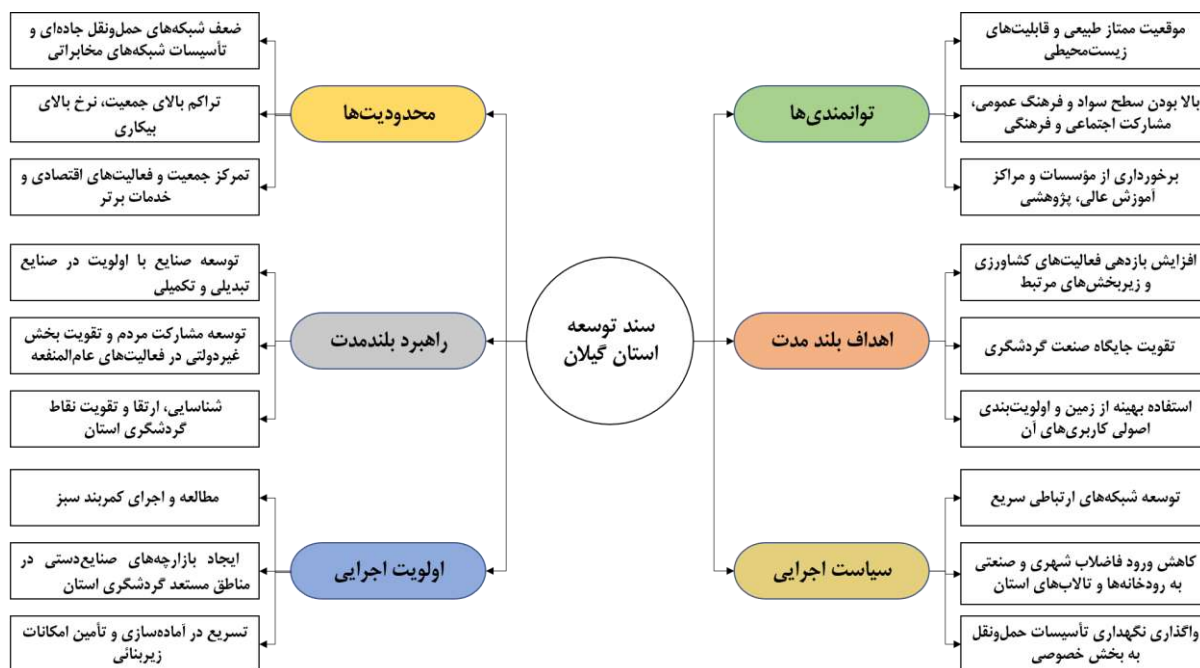 سند توسعه
استان گیلان
توانمندی‌ها
موقعیت ممتاز طبیعی و قابلیت‌های
زیست‌محیطی
بالا بودن سطح سواد و فرهنگ عمومی،
مشارکت اجتماعی و فرهنگی
برخورداری از مؤسسات و مراکز
آموزش عالی، پژوهشی
اهداف بلند مدت
افزایش بازدهی فعالیت‌های کشاورزی
و زیربخش‌های مرتبط
تقویت جایگاه صنعت گردشگری
استفاده بهینه از زمین و اولویت‌بندی
اصولی کاربری‌های آن
سیاست اجرایی
توسعه شبکه‌های ارتباطی سریع
کاهش ورود فاضلاب شهری و صنعتی
به رودخانه‌ها و تالاب‌های استان
واگذاری نگهداری تأسیسات حمل‌ونقل
به بخش خصوصی
محدودیت‌ها
ضعف شبکه‌های حمل‌ونقل جاده‌ای و
تأسیسات شبکه‌های مخابراتی
تراکم بالای جمعیت، نرخ بالای
بیکاری
تمرکز جمعیت و فعالیت‌های اقتصادی و
خدمات برتر
راهبرد بلندمدت
توسعه صنایع با اولویت در صنایع
تبدیلی و تکمیلی
توسعه مشارکت مردم و تقویت بخش
غیردولتی در فعالیت‌های عام‌المنفعه
شناسایی، ارتقا و تقویت نقاط
گردشگری استان
اولویت اجرایی
مطالعه و اجرای کمربند سبز
ایجاد بازارچه‌های صنایع‌دستی در
مناطق مستعد گردشگری استان
تسریع در آماده‌سازی و تأمین امکانات
زیربنائی